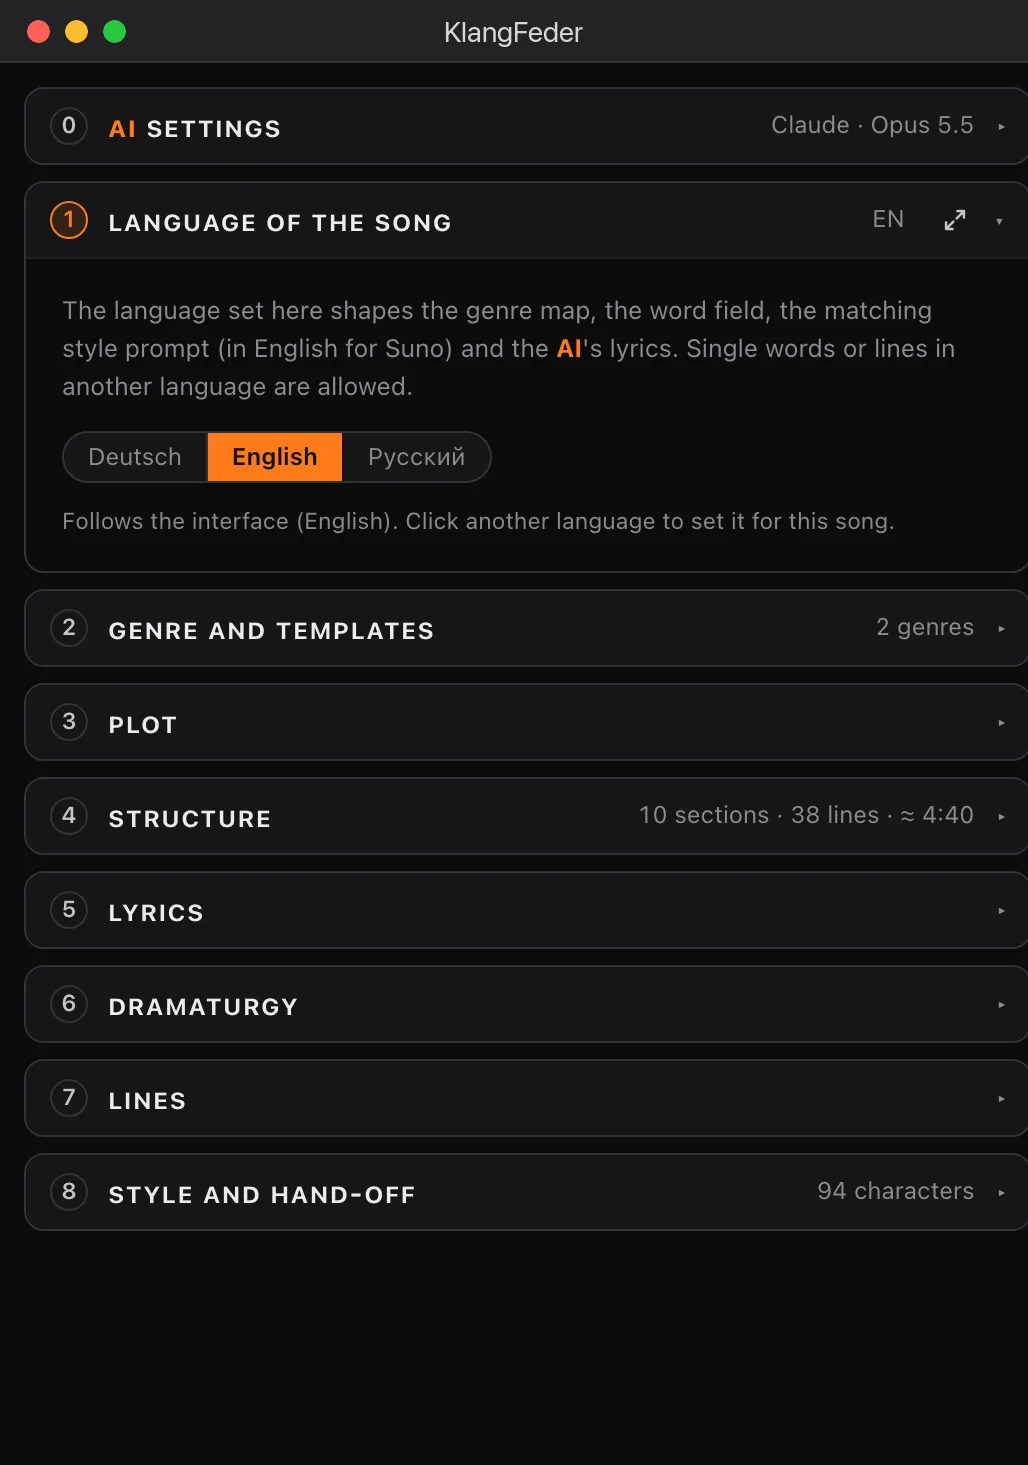 KlangFeder
0 AI SETTINGS Claude · Opus 5.5
1 LANGUAGE OF THE SONG EN
The language set here shapes the genre map, the word field, the matching
style prompt (in English for Suno) and the AI's lyrics. Single words or lines in
another language are allowed.
Deutsch English Русский
Follows the interface (English). Click another language to set it for this song.
2 GENRE AND TEMPLATES 2 genres
3 PLOT
4 STRUCTURE 10 sections · 38 lines · ≈ 4:40
5 LYRICS
6 DRAMATURGY
7 LINES
8 STYLE AND HAND-OFF 94 characters